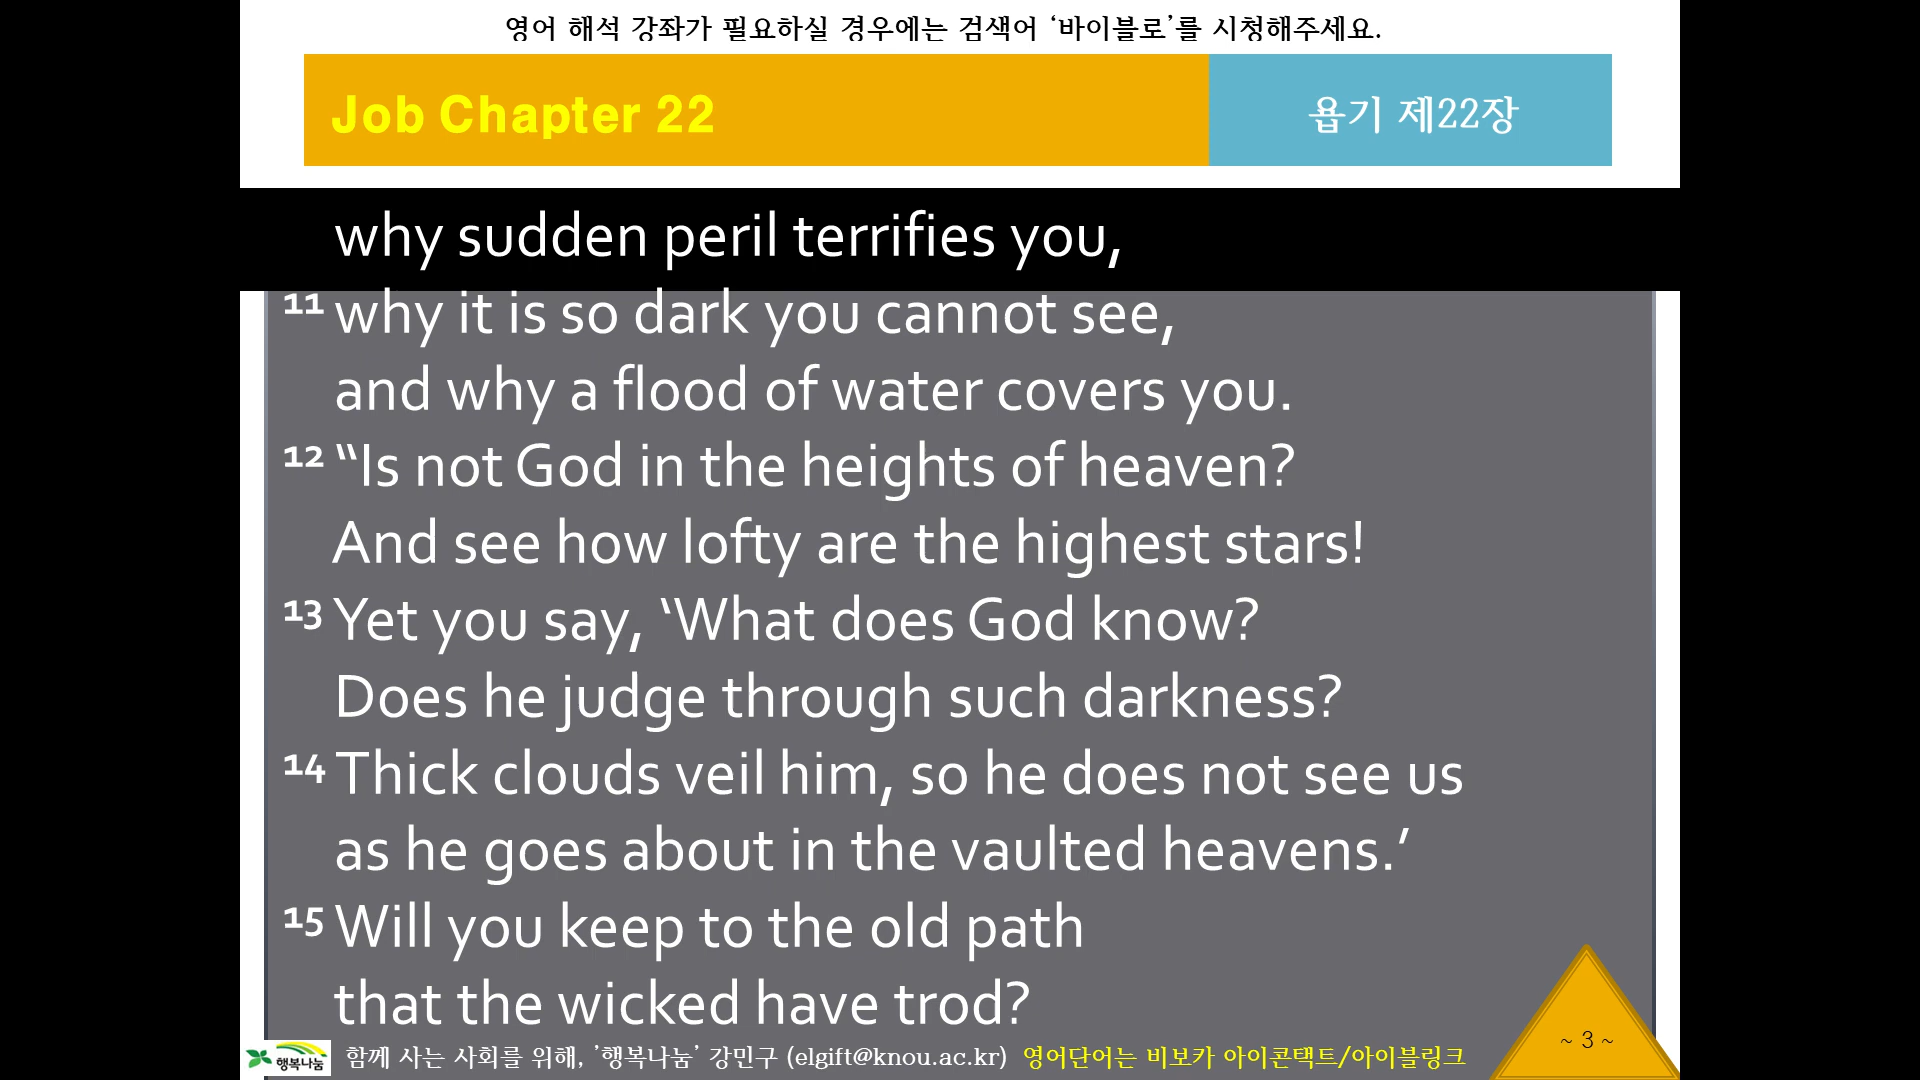 영어 해석 강좌가 필요하실 경우에는 검색어 ‘바이블로’를 시청해주세요.
Job Chapter 22
욥기 제22장
why sudden peril terrifies you,
11 why it is so dark you cannot see,
and why a flood of water covers you.
12 “Is not God in the heights of heaven?
And see how lofty are the highest stars!
13 Yet you say, ‘What does God know?
Does he judge through such darkness?
14 Thick clouds veil him, so he does not see us
as he goes about in the vaulted heavens.’
15 Will you keep to the old path
that the wicked have trod?
~ 3 ~
행복나눔 함께 사는 사회를 위해, ’행복나눔’ 강민구 (elgift@knou.ac.kr) 영어단어는 비보카 아이콘택트/아이블링크